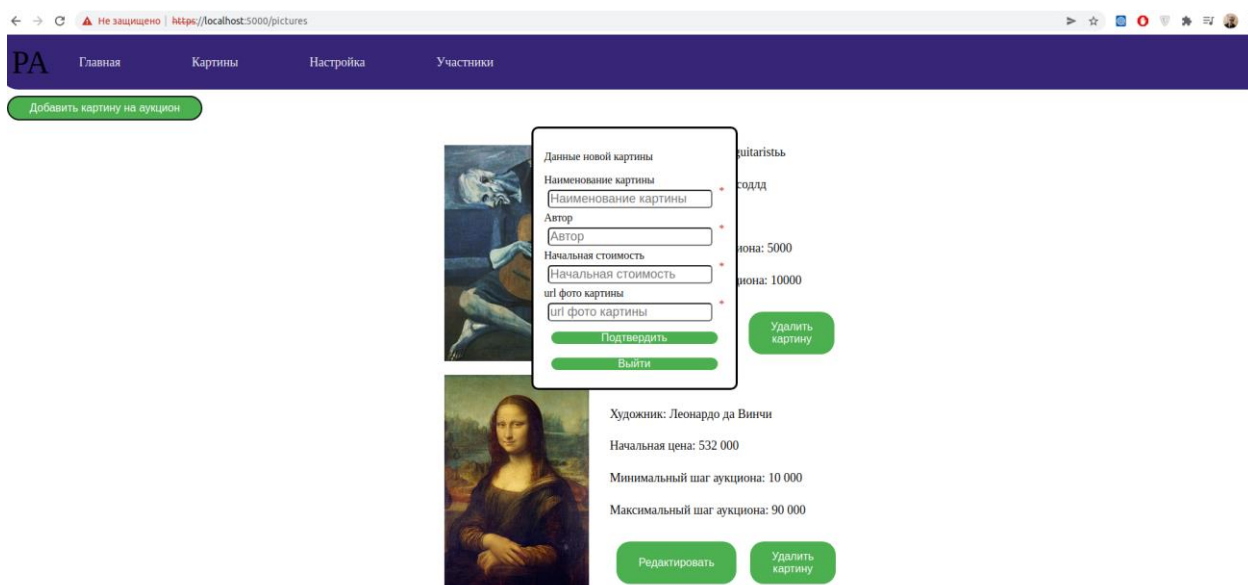 Не защищено | https://localhost:5000/pictures
PA Главная Картины Настройка Участники
Добавить картину на аукцион
Данные новой картины
Наименование картины
Наименование картины *
Автор
Автор *
Начальная стоимость
Начальная стоимость *
url фото картины
url фото картины *
Подтвердить
Выйти
guitaristьь
содлд
5000
10000
Удалить
картину
Художник: Леонардо да Винчи
Начальная цена: 532 000
Минимальный шаг аукциона: 10 000
Максимальный шаг аукциона: 90 000
Редактировать
Удалить
картину